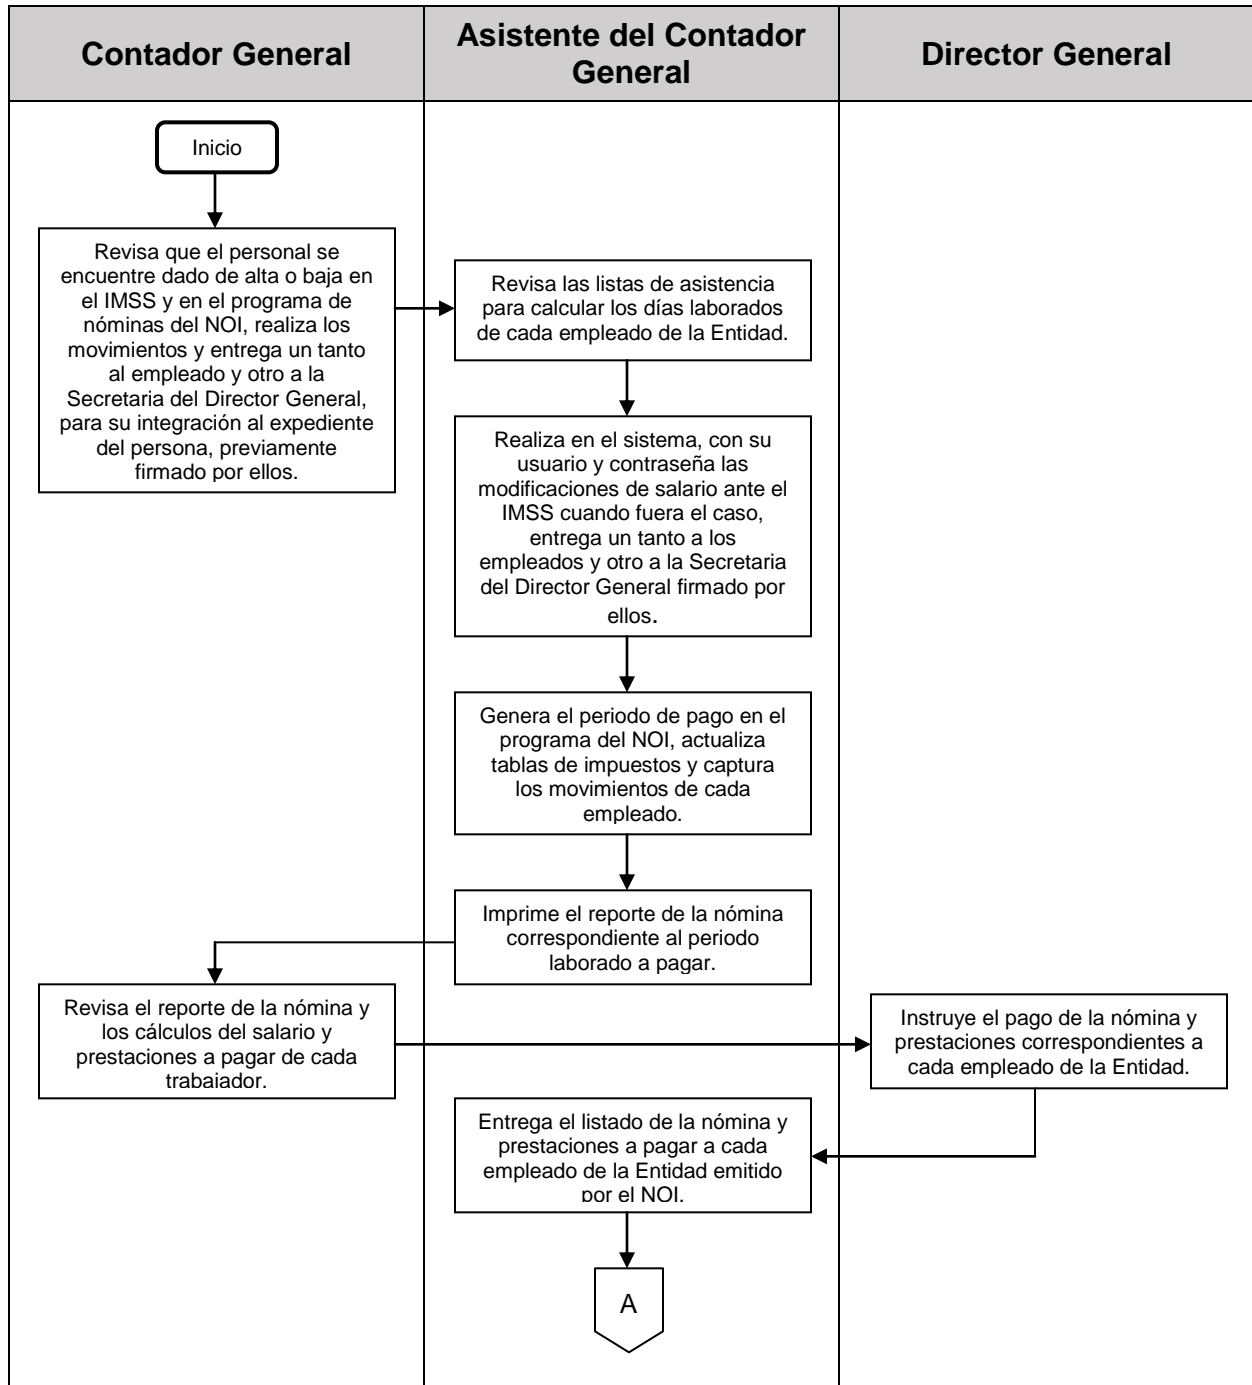 Contador General
Asistente del Contador
General
Director General
Inicio
Revisa que el personal se
encuentre dado de alta o baja en
el IMSS y en el programa de
nóminas del NOI, realiza los
movimientos y entrega un tanto
al empleado y otro a la
Secretaria del Director General,
para su integración al expediente
del persona, previamente
firmado por ellos.
Revisa las listas de asistencia
para calcular los días laborados
de cada empleado de la Entidad.
Realiza en el sistema, con su
usuario y contraseña las
modificaciones de salario ante el
IMSS cuando fuera el caso,
entrega un tanto a los
empleados y otro a la Secretaria
del Director General firmado por
ellos.
Genera el periodo de pago en el
programa del NOI, actualiza
tablas de impuestos y captura
los movimientos de cada
empleado.
Imprime el reporte de la nómina
correspondiente al periodo
laborado a pagar.
Revisa el reporte de la nómina y
los cálculos del salario y
prestaciones a pagar de cada
trabajador.
Instruye el pago de la nómina y
prestaciones correspondientes a
cada empleado de la Entidad.
Entrega el listado de la nómina y
prestaciones a pagar a cada
empleado de la Entidad emitido
por el NOI.
A